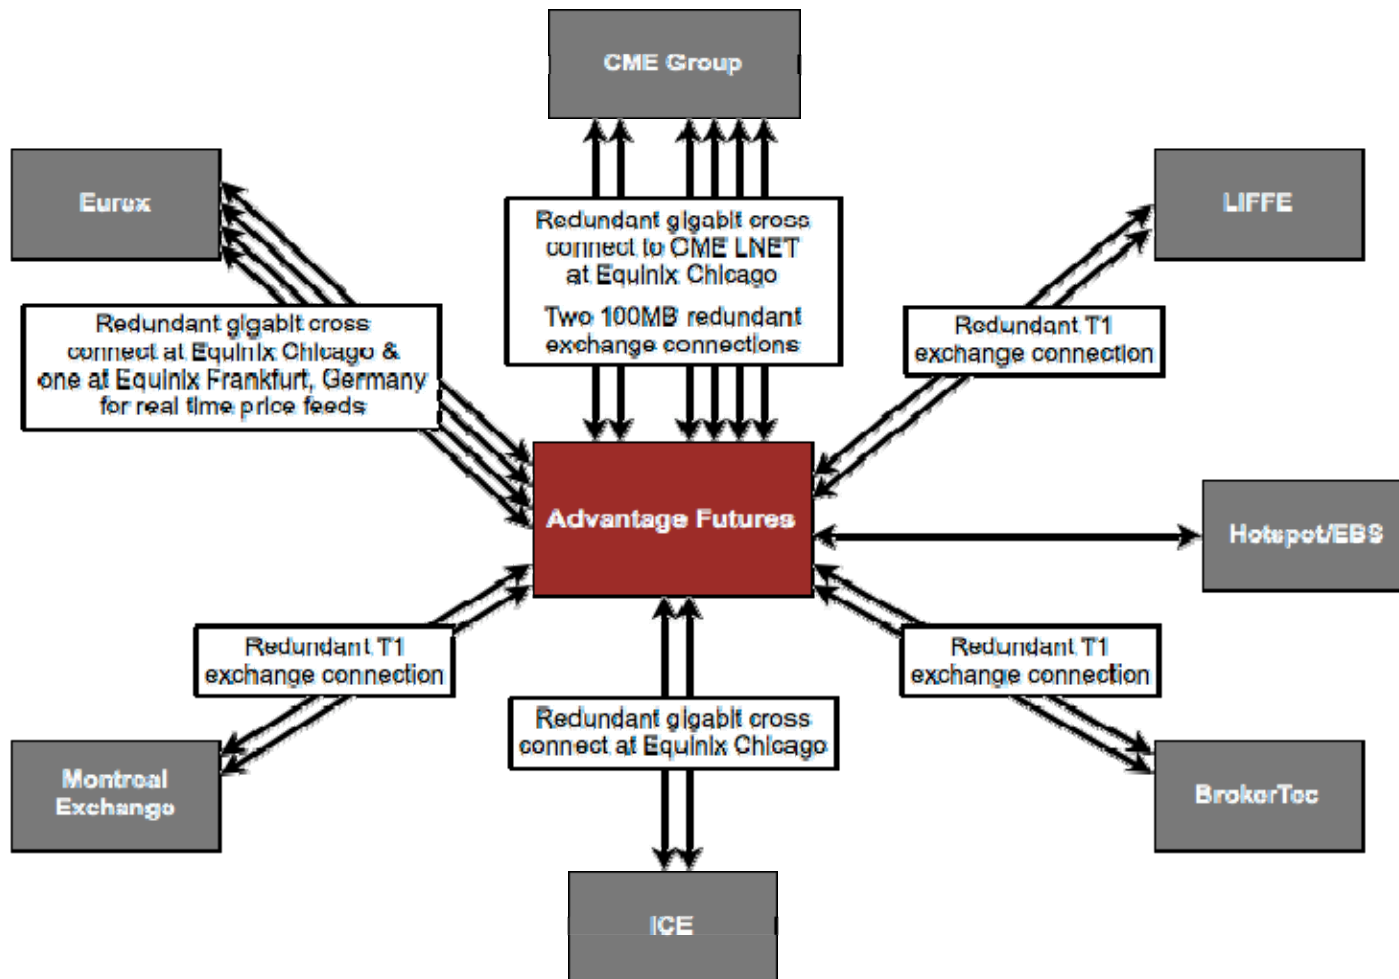 CME Group
Eurex
LIFFE
Redundant gigabit cross
connect to CME LNET
at Equinix Chicago
Two 100MB redundant
exchange connections
Redundant gigabit cross
connect at Equinix Chicago &
one at Equinix Frankfurt, Germany
for real time price feeds
Redundant T1
exchange connection
Advantage Futures
Hotspot/EBS
Redundant T1
exchange connection
Redundant T1
exchange connection
Redundant gigabit cross
connect at Equinix Chicago
Montreal
Exchange
BrokerTec
ICE